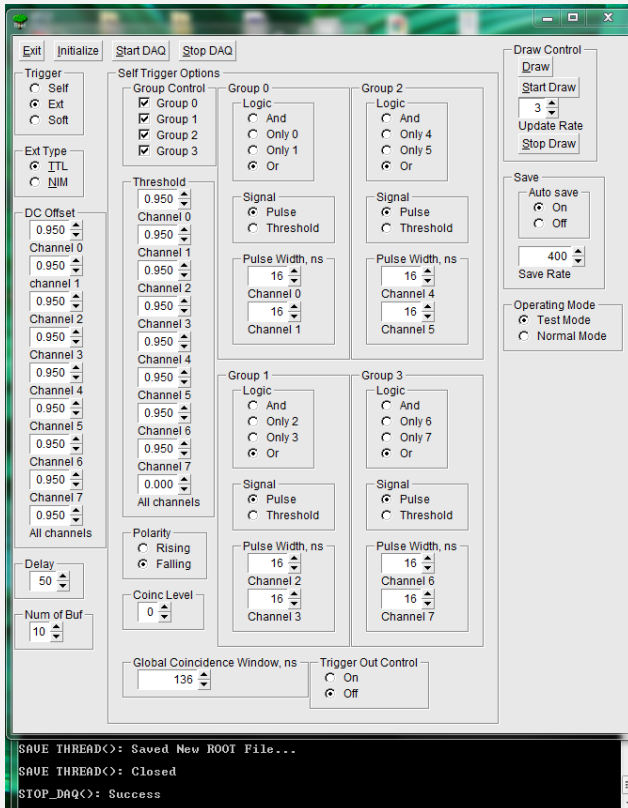 Exit Initialize Start DAQ Stop DAQ
Trigger
Self
Ext
Soft
Ext Type
TTL
NIM
DC Offset
0.950
Channel 0
0.950
channel 1
0.950
Channel 2
0.950
Channel 3
0.950
Channel 4
0.950
Channel 5
0.950
Channel 6
0.950
Channel 7
0.950
All channels
Delay
50
Num of Buf
10
Self Trigger Options
Group Control
Group 0
Group 1
Group 2
Group 3
Threshold
0.950
Channel 0
0.950
Channel 1
0.950
Channel 2
0.950
Channel 3
0.950
Channel 4
0.950
Channel 5
0.950
Channel 6
0.950
Channel 7
0.000
All channels
Polarity
Rising
Falling
Coinc Level
0
Group 0
Logic
And
Only 0
Only 1
Or
Signal
Pulse
Threshold
Pulse Width, ns
16
Channel 0
16
Channel 1
Group 2
Logic
And
Only 4
Only 5
Or
Signal
Pulse
Threshold
Pulse Width, ns
16
Channel 4
16
Channel 5
Group 1
Logic
And
Only 2
Only 3
Or
Signal
Pulse
Threshold
Pulse Width, ns
16
Channel 2
16
Channel 3
Group 3
Logic
And
Only 6
Only 7
Or
Signal
Pulse
Threshold
Pulse Width, ns
16
Channel 6
16
Channel 7
Global Coincidence Window, ns
136
Trigger Out Control
On
Off
Draw Control
Draw
Start Draw
3
Update Rate
Stop Draw
Save
Auto save
On
Off
400
Save Rate
Operating Mode
Test Mode
Normal Mode
SAVE THREAD(): Saved New ROOT File...
SAVE THREAD(): Closed
STOP_DAQ(): Success